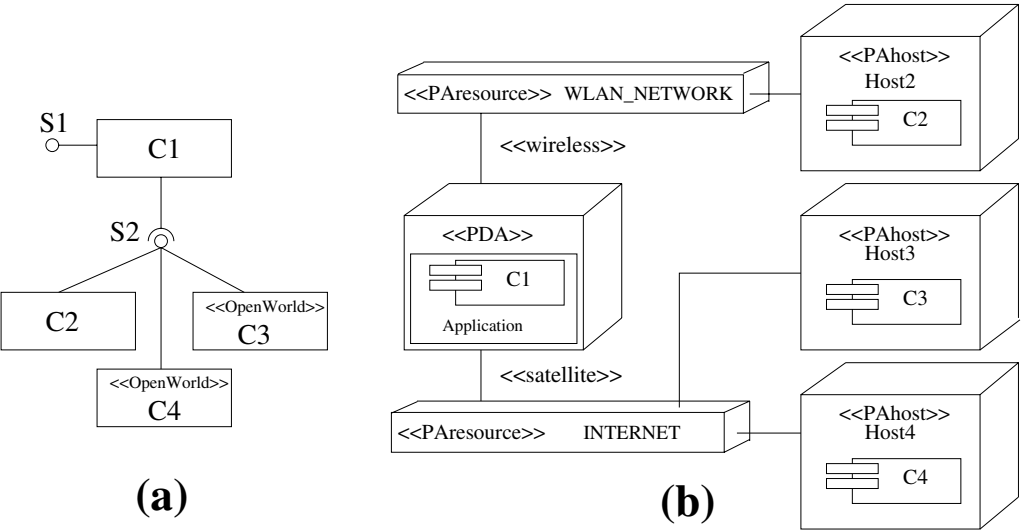 S1
C1
S2
C2
<<OpenWorld>>
C3
<<OpenWorld>>
C4
(a)
<<PAresource>> WLAN_NETWORK
<<wireless>>
<<PDA>>
C1
Application
<<satellite>>
<<PAresource>> INTERNET
<<PAhost>>
Host2
C2
<<PAhost>>
Host3
C3
<<PAhost>>
Host4
C4
(b)